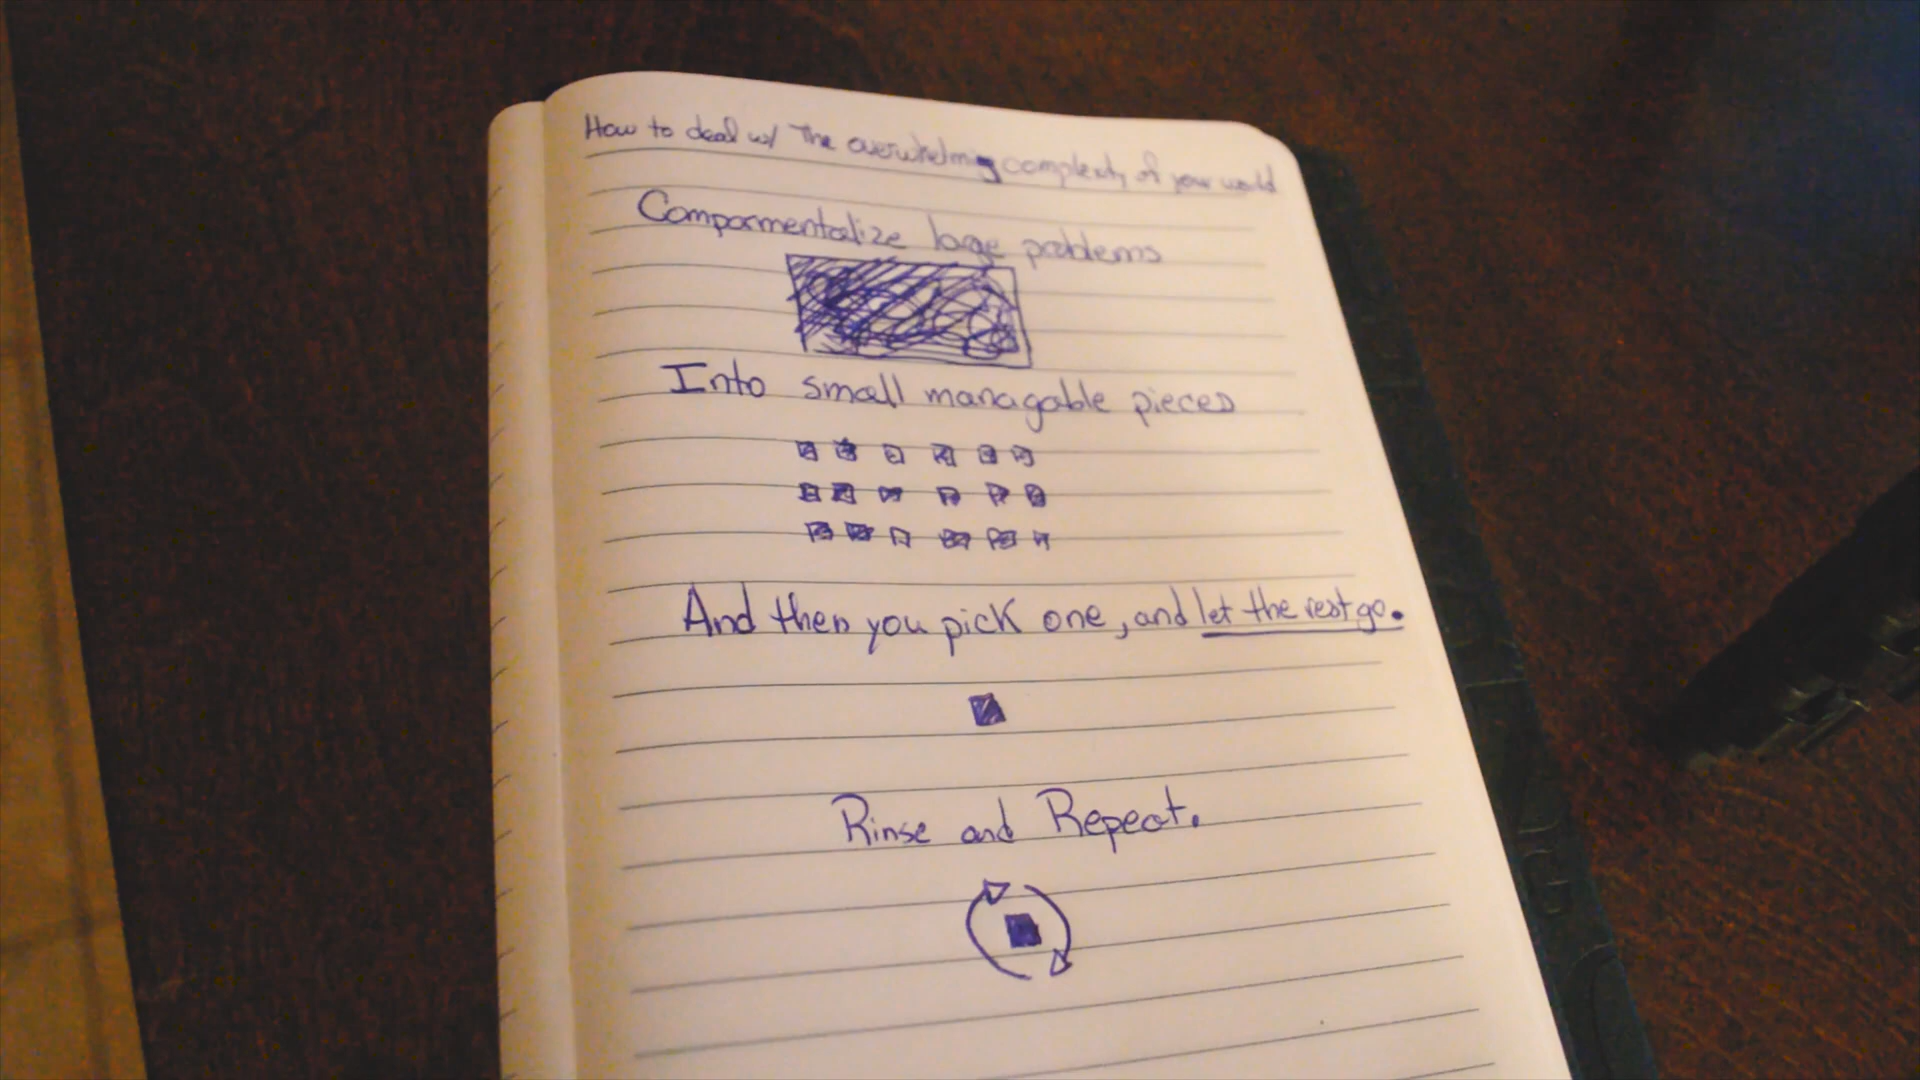 How to deal w/ The overwhelming complexity of your world
Comparmentalize large problems
Into small managable pieces
And then you pick one, and let the rest go.
Rinse and Repeat.